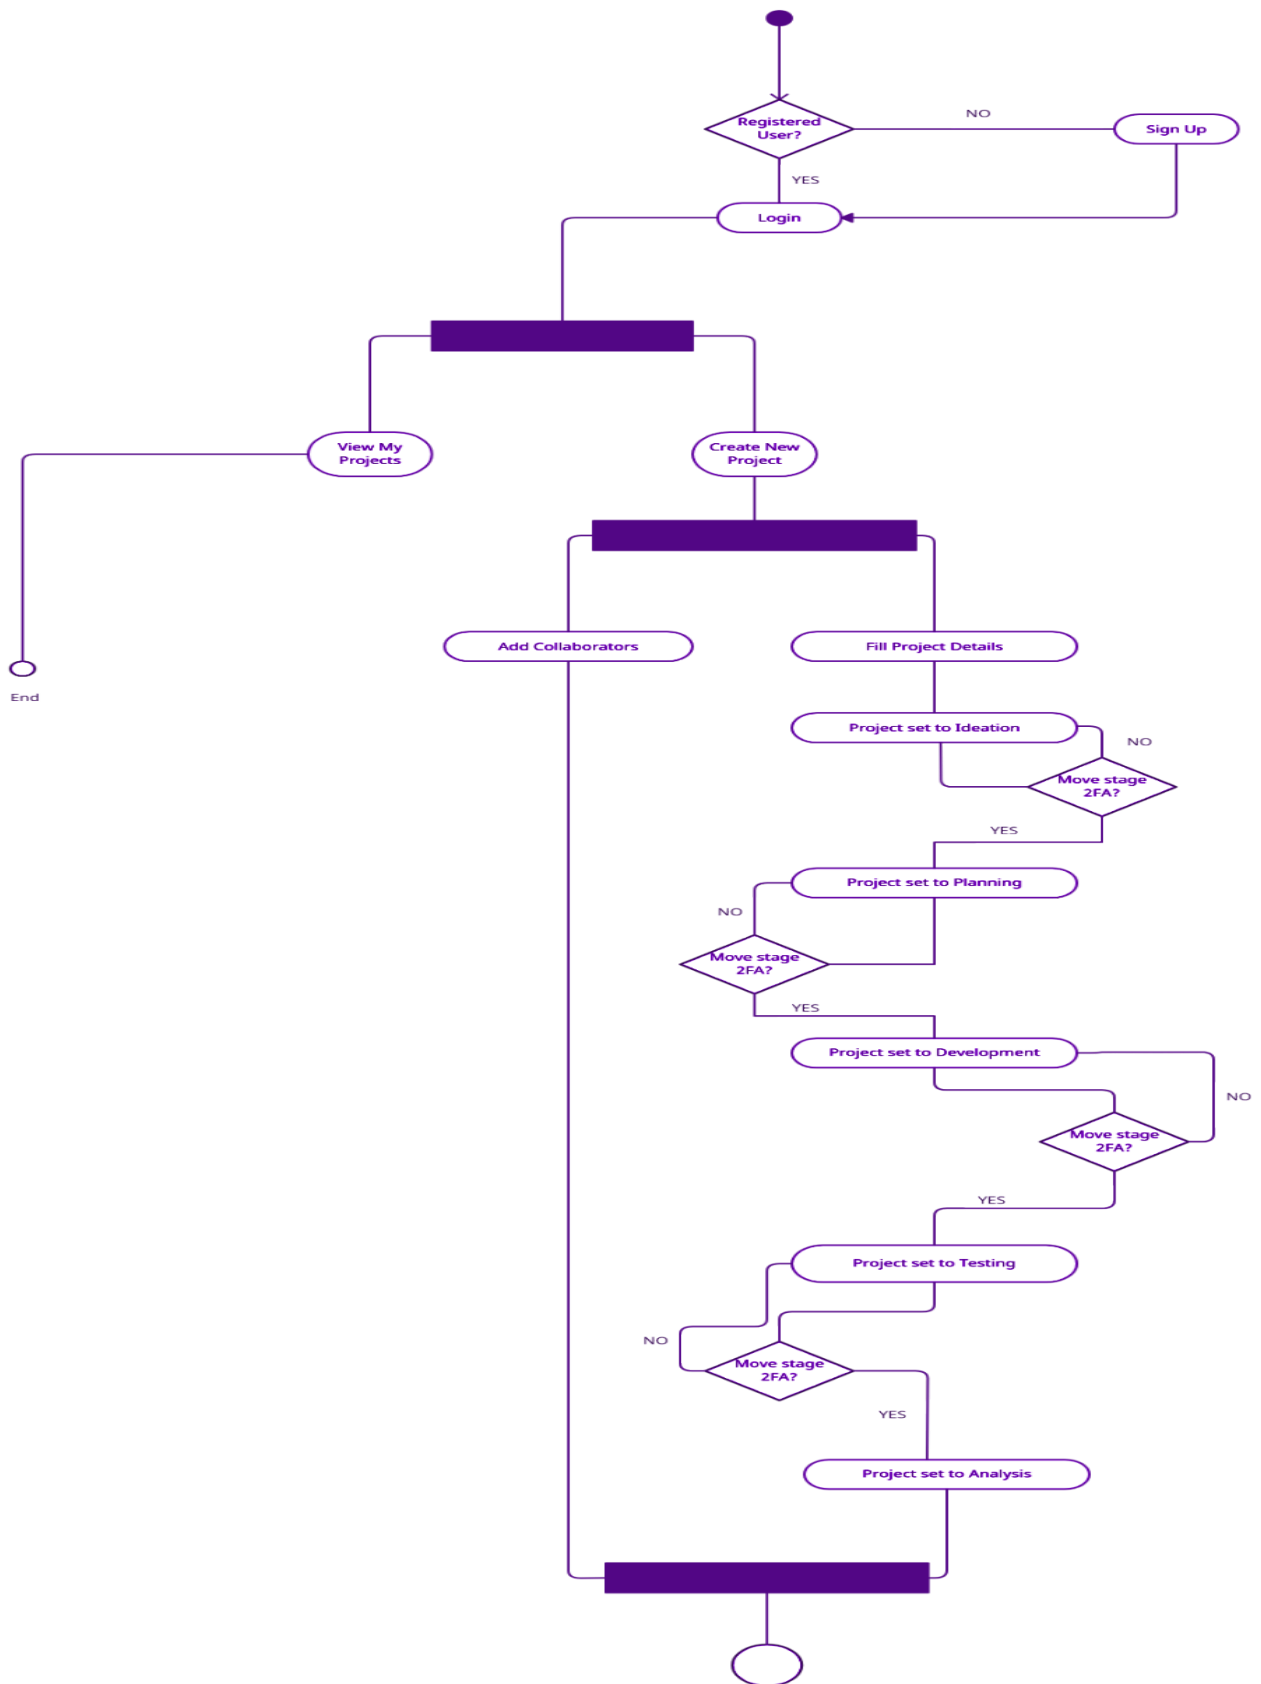 Registered
User?
NO
Sign Up
YES
Login
View My
Projects
Create New
Project
Add Collaborators
Fill Project Details
End
Project set to Ideation
NO
Move stage
2FA?
YES
Project set to Planning
NO
Move stage
2FA?
YES
Project set to Development
NO
Move stage
2FA?
YES
Project set to Testing
NO
Move stage
2FA?
YES
Project set to Analysis